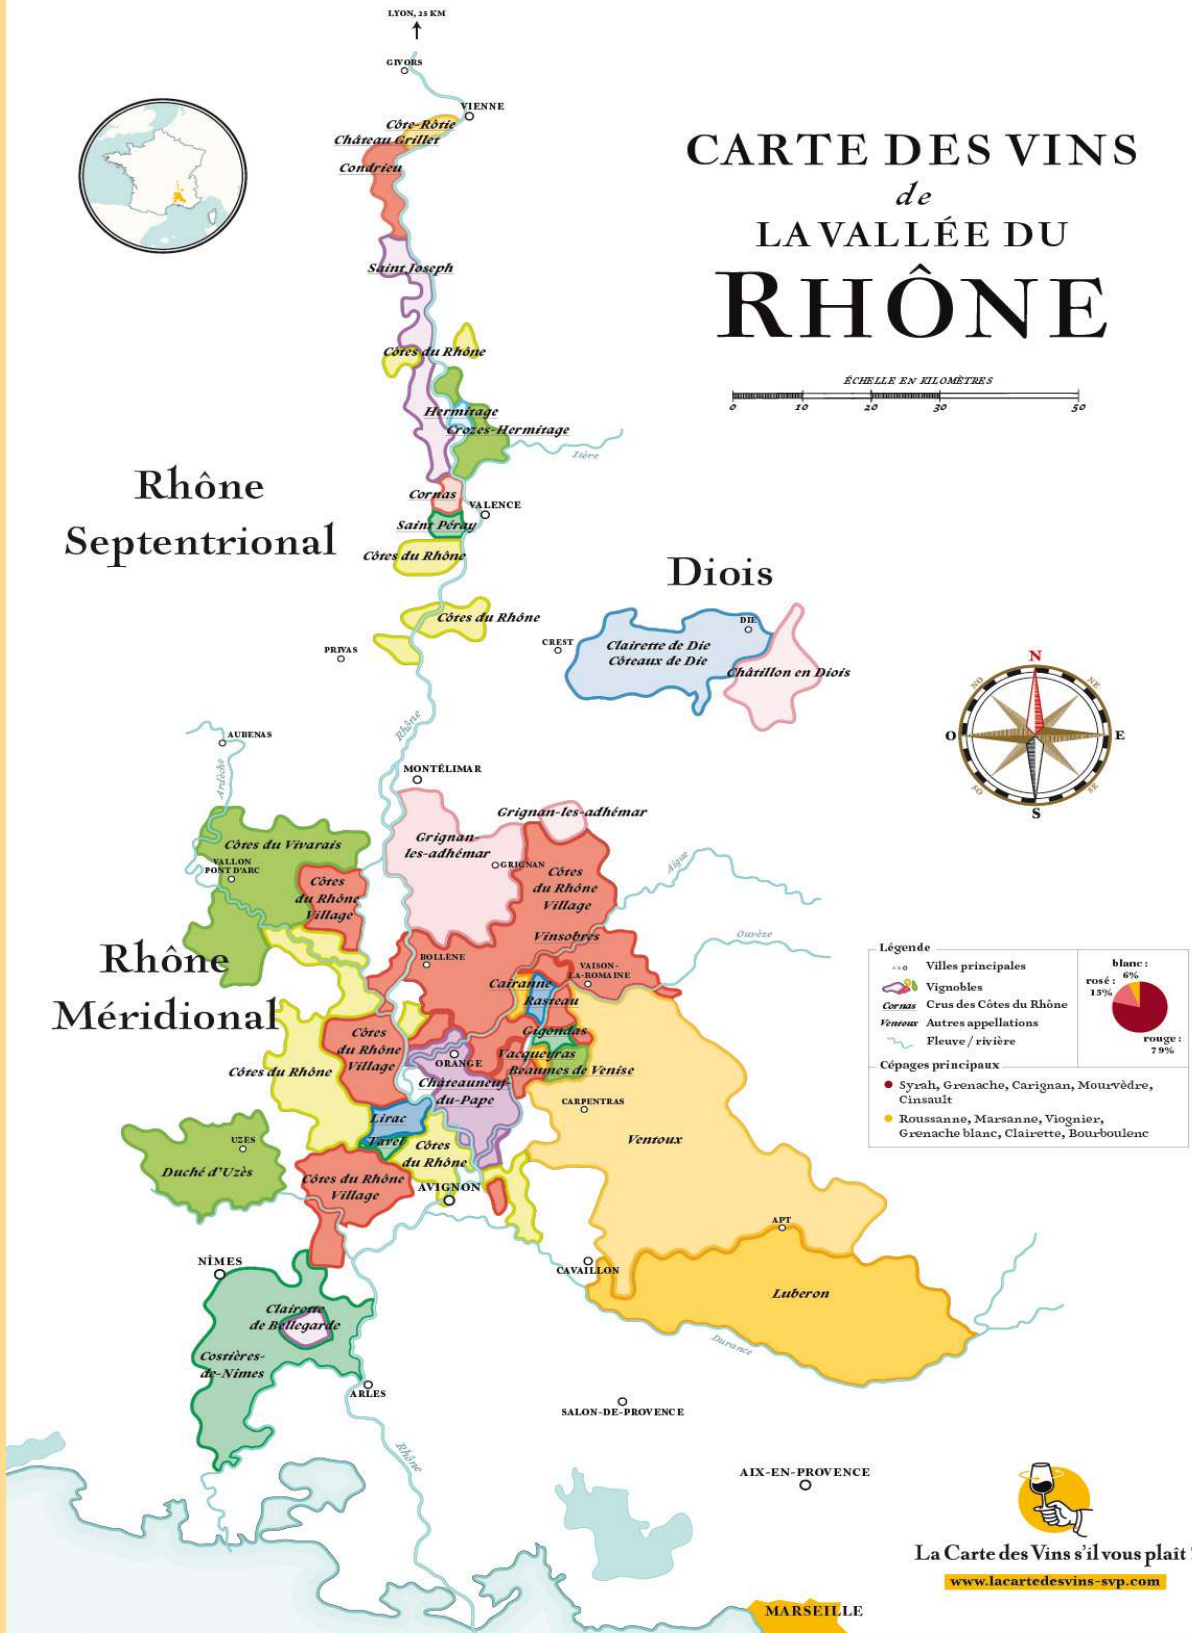 LYON, 25 KM
GIVORS
VIENNE
Côte-Rôtie
Château Grillet
Condrieu
CARTE DES VINS
de
LA VALLÉE DU
RHÔNE
ÉCHELLE EN KILOMÈTRES
0 10 20 30 50
Saint Joseph
Côtes du Rhône
Hermitage
Crozes-Hermitage
Isère
Rhône
Septentrional
Cornas
VALENCE
Saint Péray
Côtes du Rhône
Diois
Côtes du Rhône
PRIVAS
CREST
DIE
Clairette de Die
Côteaux de Die
Châtillon en Diois
N
NO
NE
O
E
SO
SE
S
Rhône
AUBENAS
Ardèche
MONTÉLIMAR
Grignan-les-adhémar
Grignan-
les-adhémar
GRIGNAN
Côtes du Vivarais
VALLON
PONT D'ARC
Côtes
du Rhône
Village
Côtes
du Rhône
Village
Aigue
Vinsobres
Ouvèze
Rhône
Méridional
BOLLÈNE
VAISON-
LA-ROMAINE
Cairanne
Rasteau
Gigondas
Vacqueyras
Beaumes de Venise
Côtes
du Rhône
Village
ORANGE
Châteauneuf-
du-Pape
Côtes du Rhône
CARPENTRAS
Lirac
Tavel
Côtes
du Rhône
Ventoux
UZÈS
Duché d'Uzès
Côtes du Rhône
Village
AVIGNON
APT
NÎMES
CAVAILLON
Luberon
Clairette
de Bellegarde
Costières-
de-Nîmes
Durance
ARLES
SALON-DE-PROVENCE
Rhône
AIX-EN-PROVENCE
MARSEILLE
Légende
Villes principales
Vignobles
Cornas Crus des Côtes du Rhône
Ventoux Autres appellations
Fleuve / rivière
blanc :
6%
rosé :
15%
rouge :
79%
Cépages principaux
Syrah, Grenache, Carignan, Mourvèdre,
Cinsault
Roussanne, Marsanne, Viognier,
Grenache blanc, Clairette, Bourboulenc
La Carte des Vins s'il vous plaît
www.lacartedesvins-svp.com